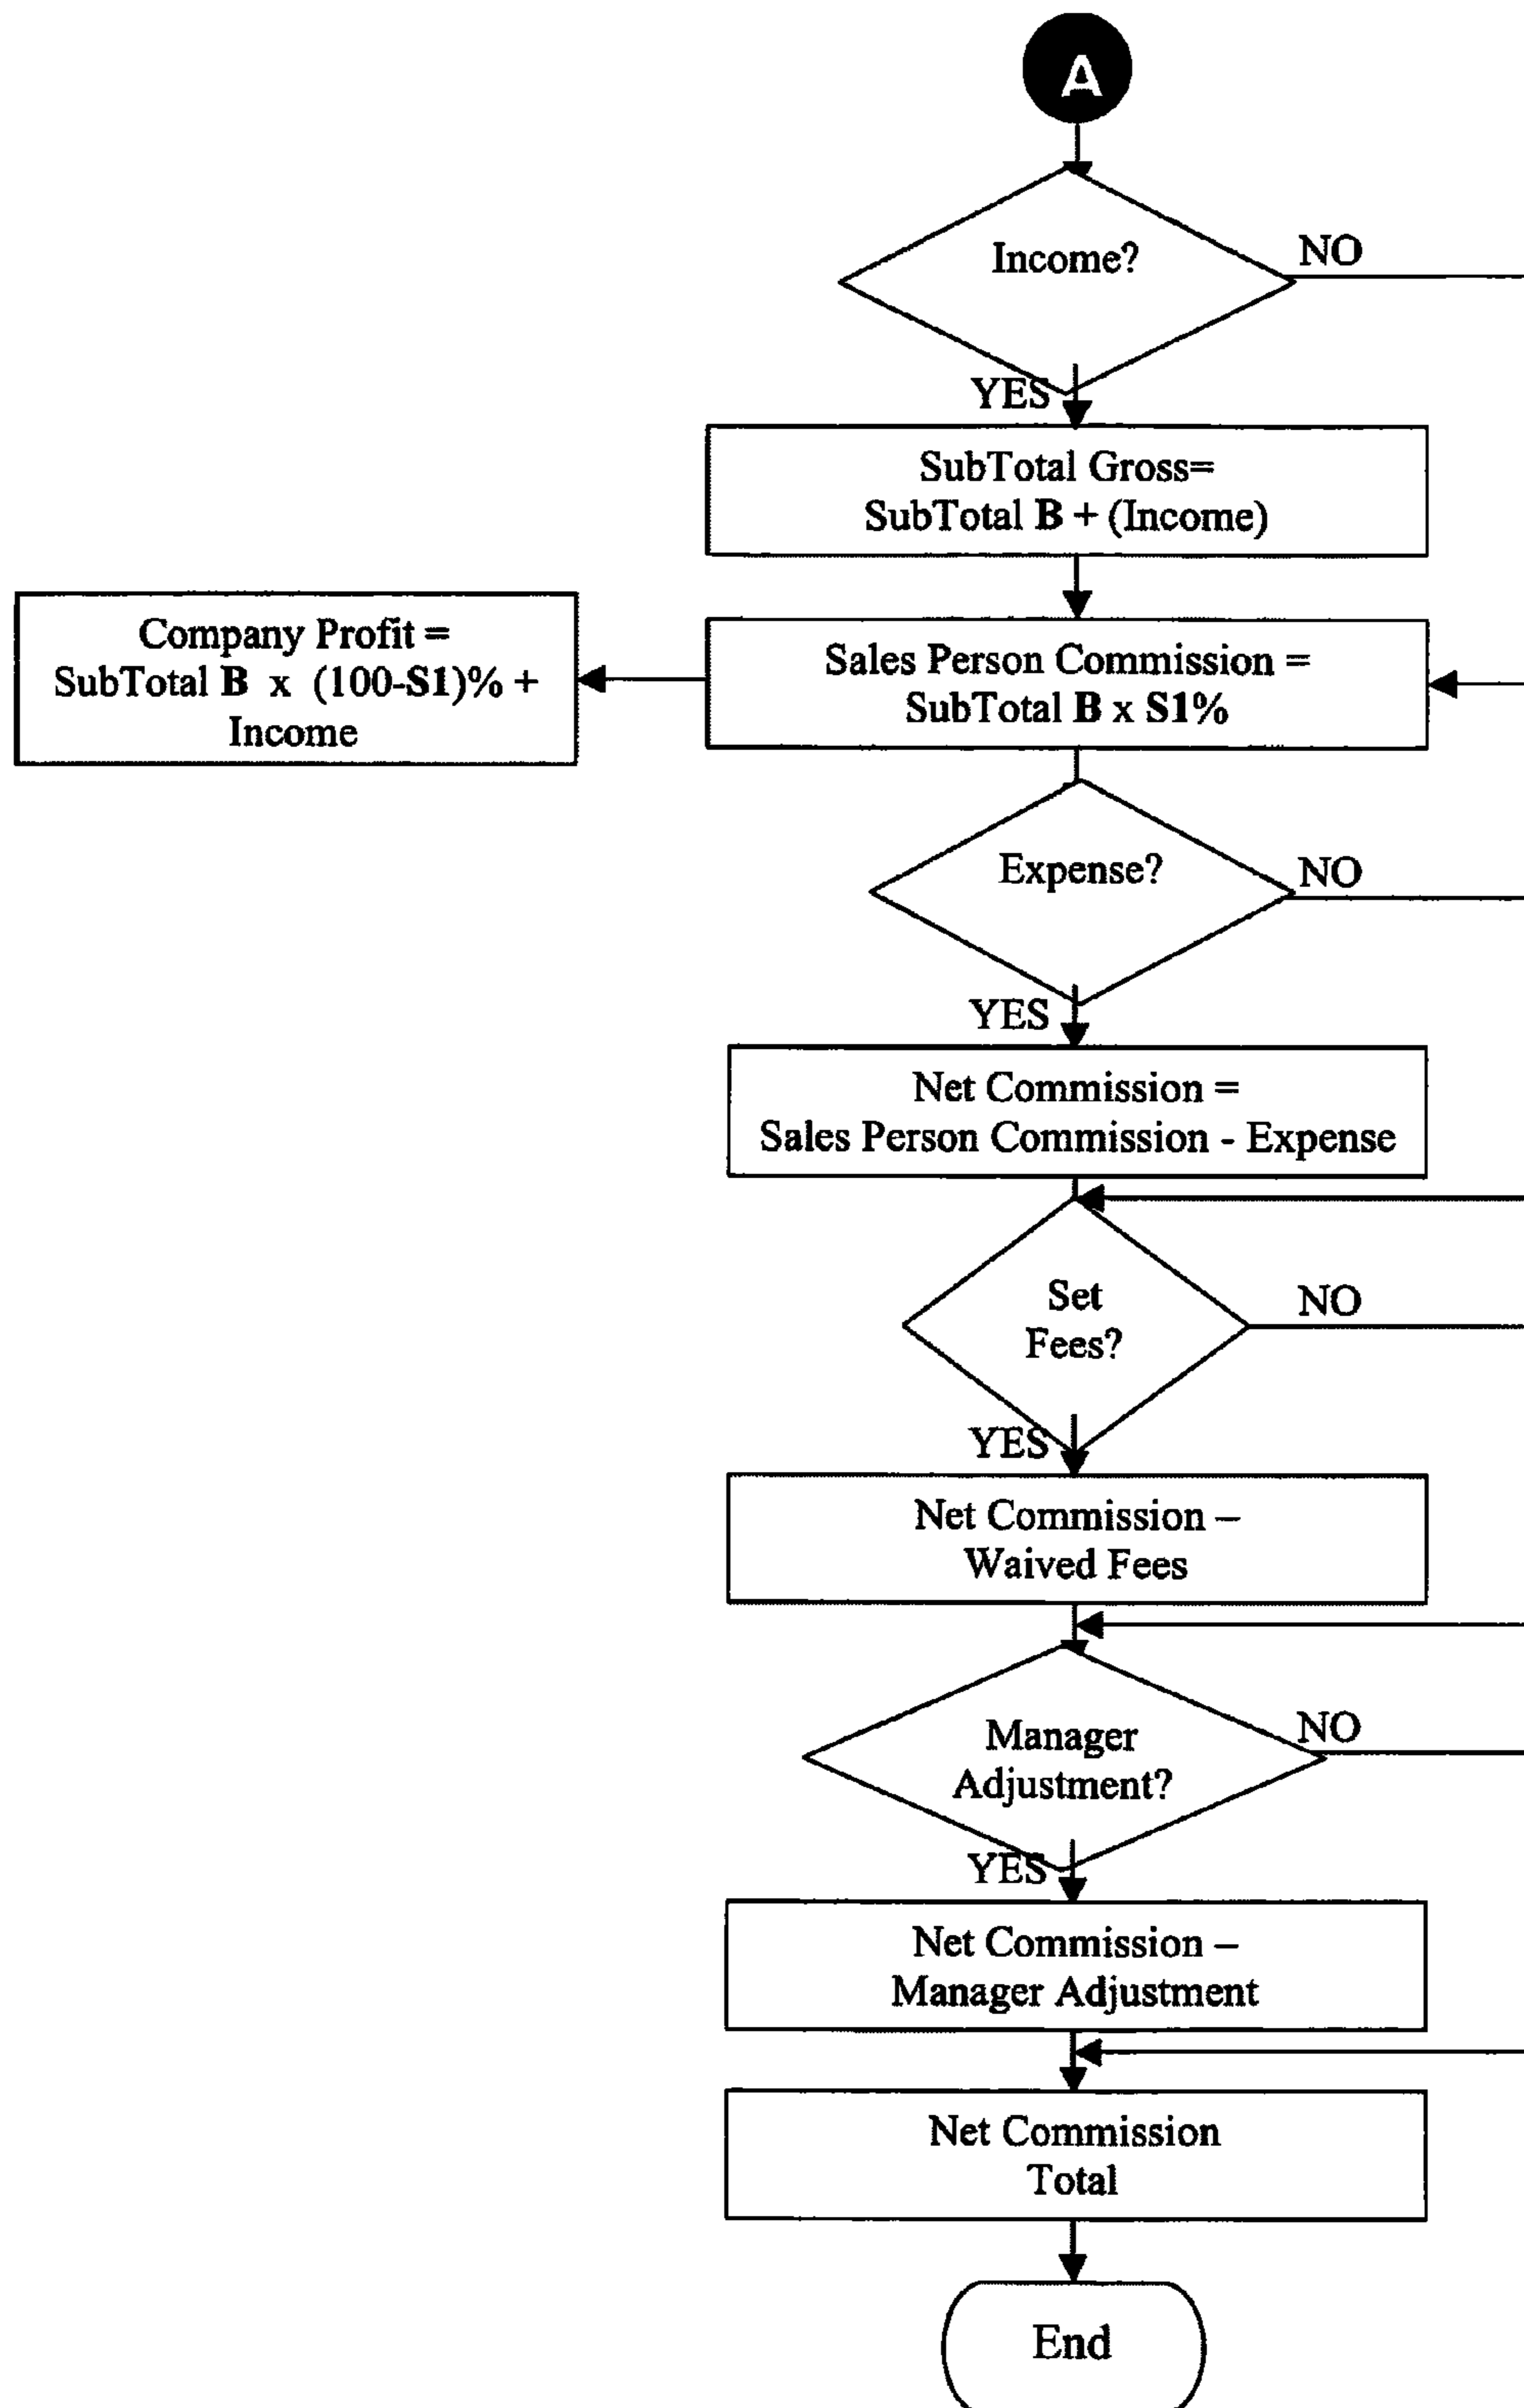 A
Income?
NO
YES
SubTotal Gross=
SubTotal B + (Income)
Company Profit =
SubTotal B x (100-S1)% +
Income
Sales Person Commission =
SubTotal B x S1%
Expense?
NO
YES
Net Commission =
Sales Person Commission - Expense
Set
Fees?
NO
YES
Net Commission –
Waived Fees
Manager
Adjustment?
NO
YES
Net Commission –
Manager Adjustment
Net Commission
Total
End